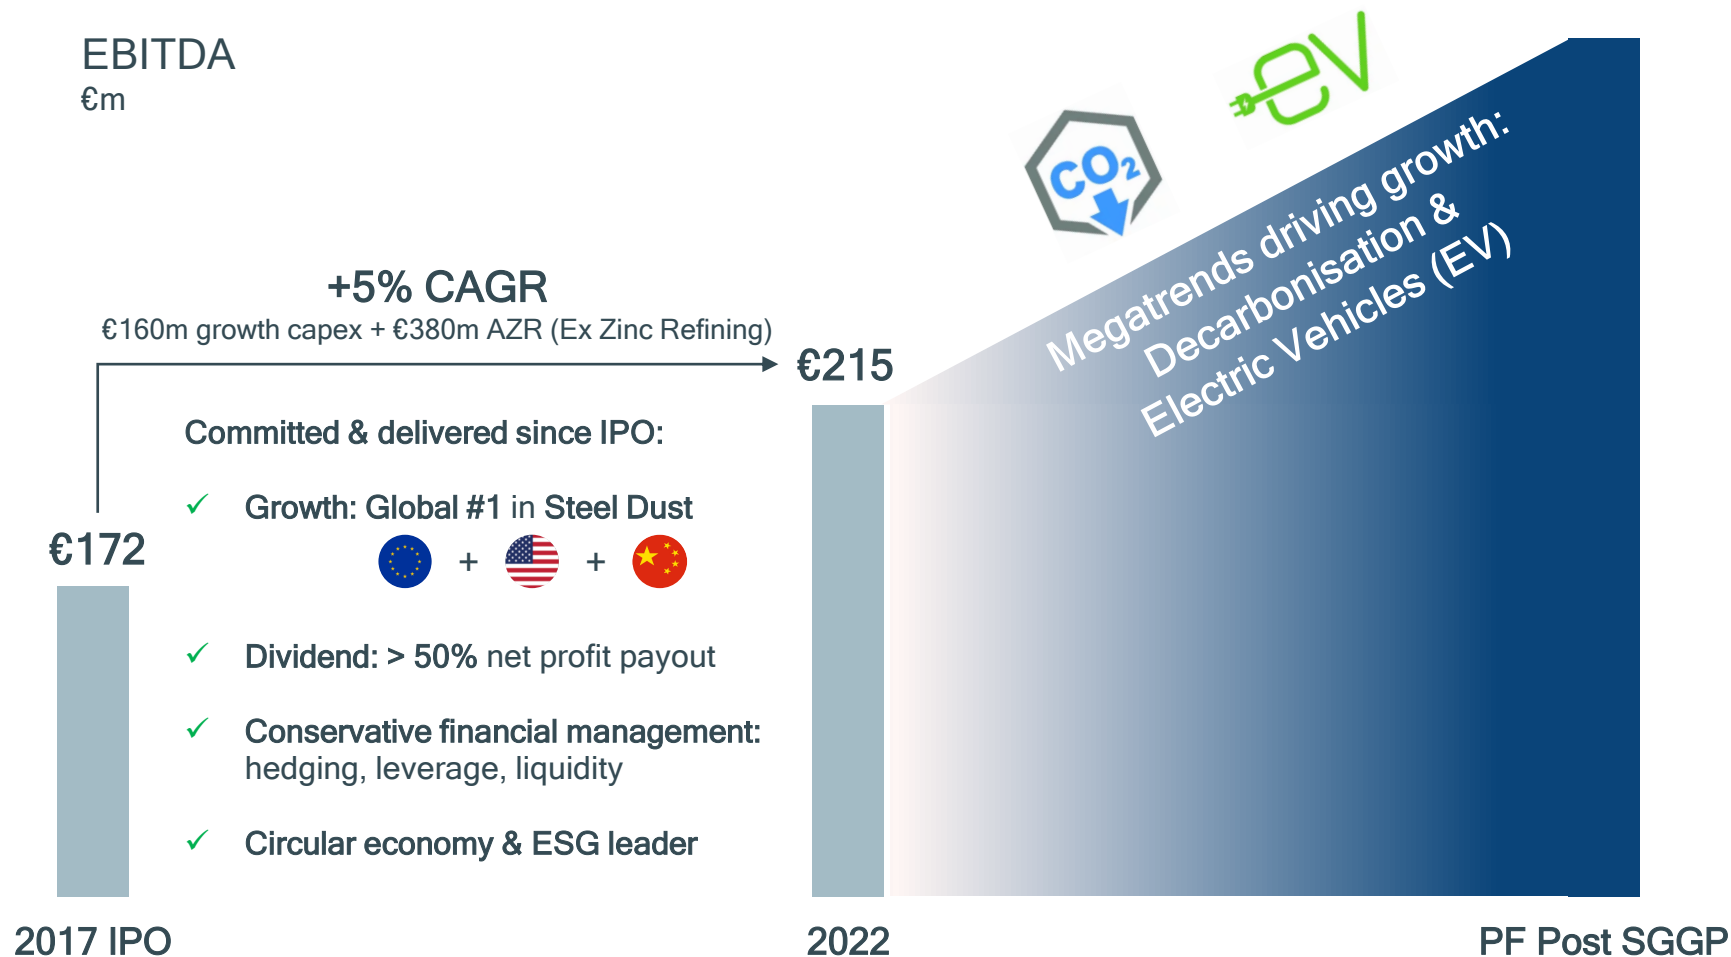 EBITDA
€m
+5% CAGR
€160m growth capex + €380m AZR (Ex Zinc Refining)
€215
€172
Committed & delivered since IPO:
✓ Growth: Global #1 in Steel Dust
+ +
✓ Dividend: > 50% net profit payout
✓ Conservative financial management:
hedging, leverage, liquidity
✓ Circular economy & ESG leader
CO2
eV
Megatrends driving growth:
Decarbonisation &
Electric Vehicles (EV)
2017 IPO
2022
PF Post SGGP